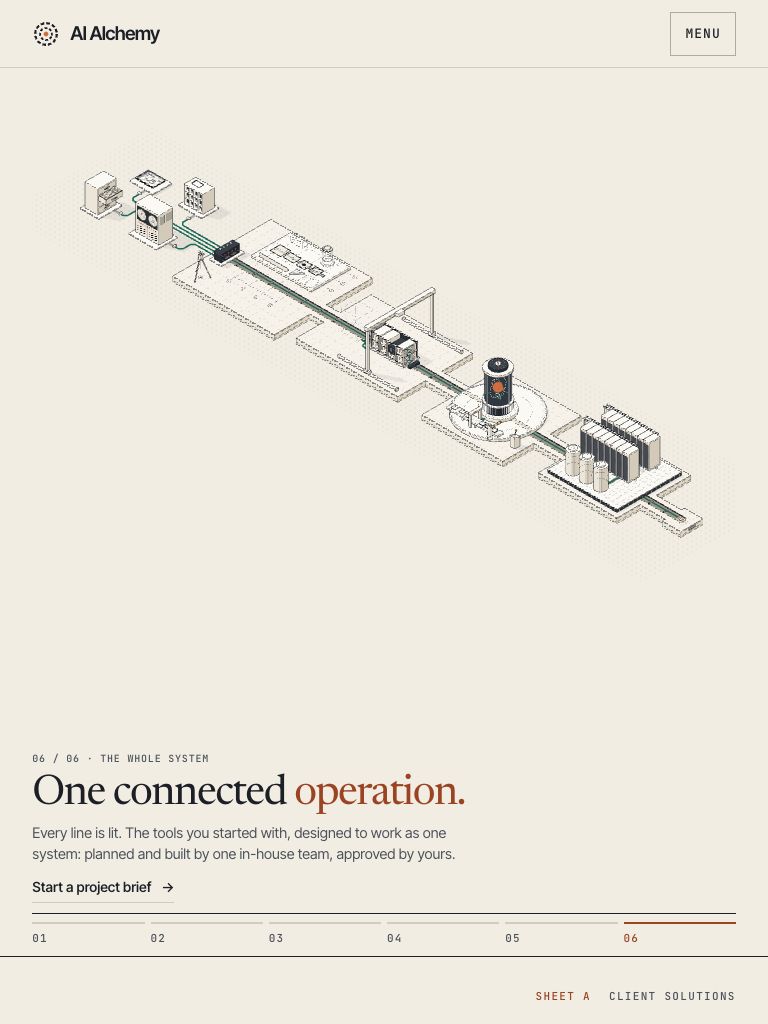 AI Alchemy
MENU
06 / 06 · THE WHOLE SYSTEM
One connected operation.
Every line is lit. The tools you started with, designed to work as one
system: planned and built by one in-house team, approved by yours.
Start a project brief →
01 02 03 04 05 06
SHEET A CLIENT SOLUTIONS